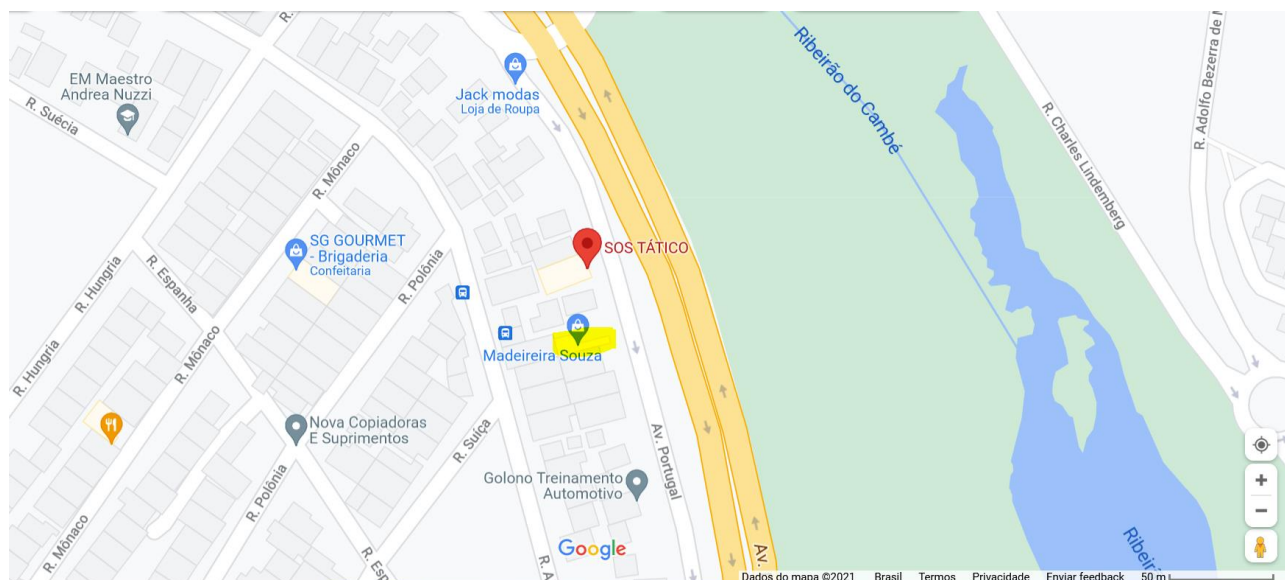 EM Maestro
Andrea Nuzzi
R. Suécia
R.
Jack modas
Loja de Roupa
Ribeirão do Cambé
R. Charles Lindemberg
R. Adolfo Bezerra de M
R. Mônaco
SG GOURMET
- Brigaderia
Confeitaria
R. Polônia
SOS TÁTICO
R. Hungria
R. Espanha
R. Hungria
R. Mônaco
Madeireira Souza
Nova Copiadoras
E Suprimentos
R. Suíça
Av. Portugal
Golono Treinamento
Automotivo
R. Polônia
R. Mônaco
R. Esp
R. A
Google
Av.
Ribeirã
Dados do mapa ©2021 Brasil Termos Privacidade Enviar feedback 50 m